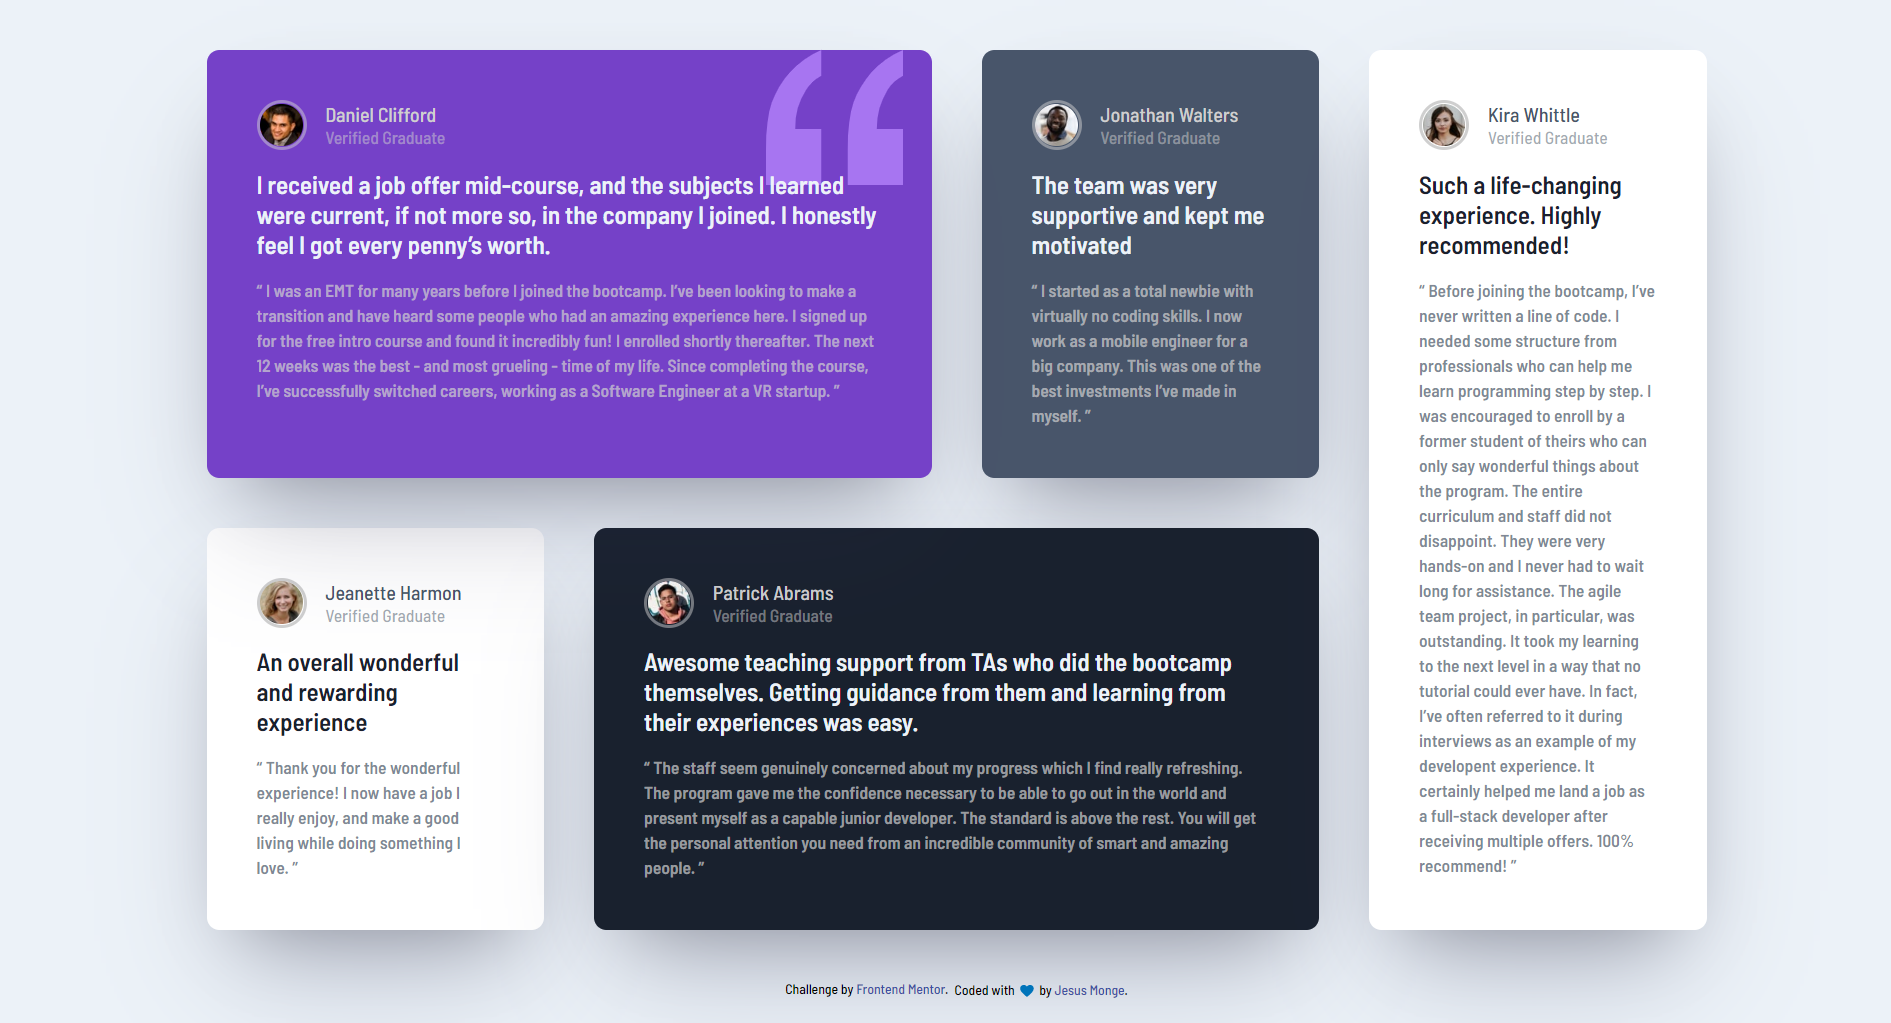 Daniel Clifford
Verified Graduate
I received a job offer mid-course, and the subjects I learned
were current, if not more so, in the company I joined. I honestly
feel I got every penny’s worth.
“ I was an EMT for many years before I joined the bootcamp. I’ve been looking to make a
transition and have heard some people who had an amazing experience here. I signed up
for the free intro course and found it incredibly fun! I enrolled shortly thereafter. The next
12 weeks was the best - and most grueling - time of my life. Since completing the course,
I’ve successfully switched careers, working as a Software Engineer at a VR startup. ”
Jonathan Walters
Verified Graduate
The team was very
supportive and kept me
motivated
“ I started as a total newbie with
virtually no coding skills. I now
work as a mobile engineer for a
big company. This was one of the
best investments I’ve made in
myself. ”
Kira Whittle
Verified Graduate
Such a life-changing
experience. Highly
recommended!
“ Before joining the bootcamp, I’ve
never written a line of code. I
needed some structure from
professionals who can help me
learn programming step by step. I
was encouraged to enroll by a
former student of theirs who can
only say wonderful things about
the program. The entire
curriculum and staff did not
disappoint. They were very
hands-on and I never had to wait
long for assistance. The agile
team project, in particular, was
outstanding. It took my learning
to the next level in a way that no
tutorial could ever have. In fact,
I’ve often referred to it during
interviews as an example of my
developent experience. It
certainly helped me land a job as
a full-stack developer after
receiving multiple offers. 100%
recommend! ”
Jeanette Harmon
Verified Graduate
An overall wonderful
and rewarding
experience
“ Thank you for the wonderful
experience! I now have a job I
really enjoy, and make a good
living while doing something I
love. ”
Patrick Abrams
Verified Graduate
Awesome teaching support from TAs who did the bootcamp
themselves. Getting guidance from them and learning from
their experiences was easy.
“ The staff seem genuinely concerned about my progress which I find really refreshing.
The program gave me the confidence necessary to be able to go out in the world and
present myself as a capable junior developer. The standard is above the rest. You will get
the personal attention you need from an incredible community of smart and amazing
people. ”
Challenge by Frontend Mentor. Coded with 💙 by Jesus Monge.